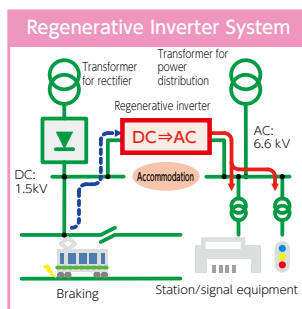 Regenerative Inverter System
Transformer
for rectifier
Transformer for
power
distribution
Regenerative inverter
DC⇒AC
AC:
6.6 kV
DC:
1.5kV
Accommodation
Braking
Station/signal equipment